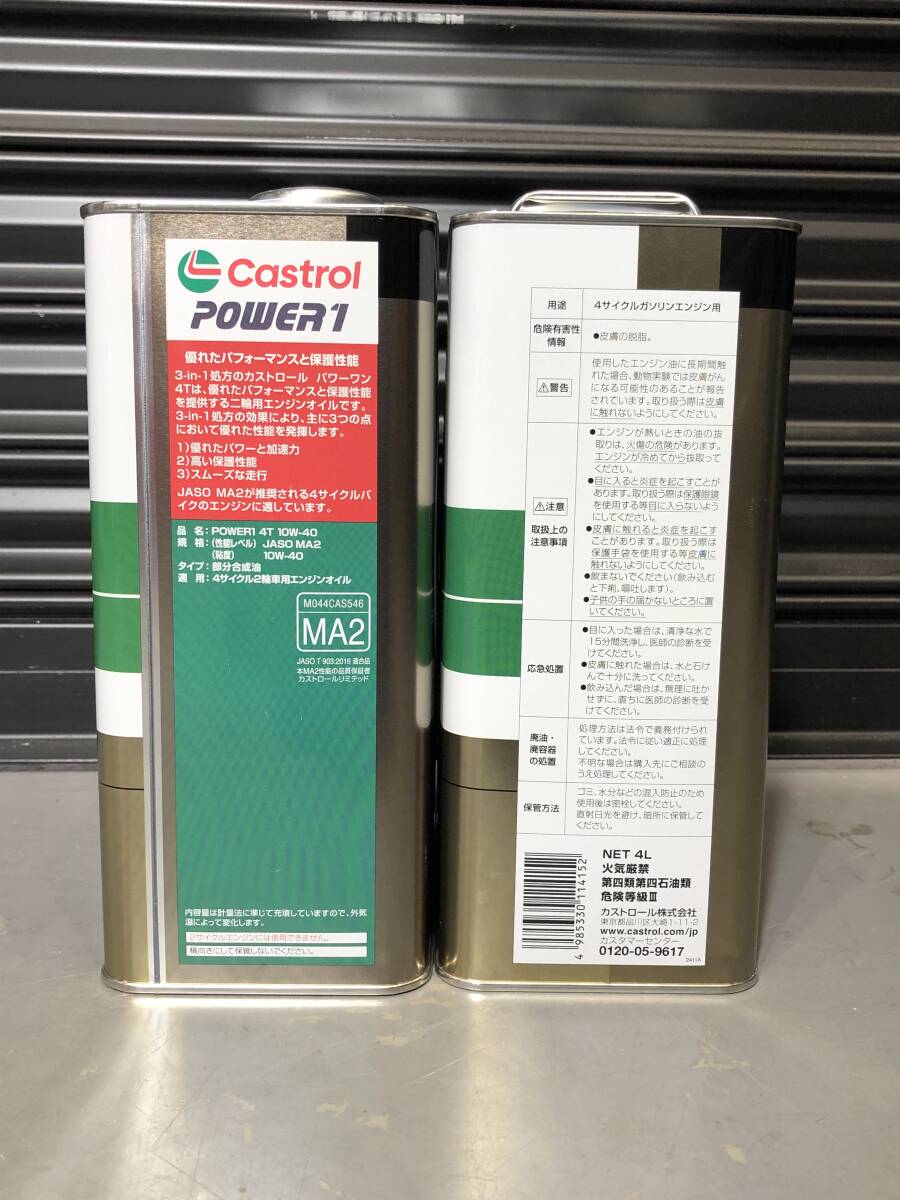 Castrol
POWER1
優れたパフォーマンスと保護性能
3-in-1処方のカストロール パワーワン
4Tは、優れたパフォーマンスと保護性能
を提供する二輪用エンジンオイルです。
3-in-1処方の効果により、主に3つの点
において優れた性能を発揮します。
1)優れたパワーと加速力
2)高い保護性能
3)スムーズな走行
JASO MA2が推奨される4サイクルバ
イクのエンジンに適しています。
品 名：POWER1 4T 10W-40
規 格：(性能レベル) JASO MA2
(粘度) 10W-40
タイプ：部分合成油
適 用：4サイクル2輪車用エンジンオイル
M044CAS546
MA2
JASO T 903:2016 適合品
本MA2性能の品質保証者
カストロールリミテッド
内容量は計量法に準じて充填していますので、外気
温によって変化します。
2サイクルエンジンには使用できません。
横向きにして保管しないでください。
用途 4サイクルガソリンエンジン用
危険有害性
情報
●皮膚の脱脂。
⚠警告
使用したエンジン油に長期間触
れた場合、動物実験では皮膚がん
になる可能性のあることが報告
されています。取り扱う際は皮膚
に触れないようにしてください。
⚠注意
取扱上の
注意事項
●エンジンが熱いときの油の抜
取りは、火傷の危険があります。
エンジンが冷めてから抜取って
ください。
●目に入ると炎症を起こすことが
あります。取り扱う際は保護眼鏡
を使用する等目に入らないよう
にしてください。
●皮膚に触れると炎症を起こす
ことがあります。取り扱う際は
保護手袋を使用する等皮膚に
触れないようにしてください。
●飲まないでください（飲み込む
と下痢、嘔吐します）。
●子供の手の届かないところに置
いてください。
応急処置
●目に入った場合は、清浄な水で
15分間洗浄し、医師の診断を受
けてください。
●皮膚に触れた場合は、水と石け
んで十分に洗ってください。
●飲み込んだ場合は、無理に吐か
せずに、直ちに医師の診断を受
けてください。
廃油・
廃容器
の処置
処理方法は法令で義務付けられ
ています。法令に従い適正に処理
してください。
不明な場合は購入先にご相談の
うえ処理してください。
保管方法
ゴミ、水分などの混入防止のため
使用後は密栓してください。
直射日光を避け、暗所に保管して
ください。
4 985330 114152
NET 4L
火気厳禁
第四類第四石油類
危険等級Ⅲ
カストロール株式会社
東京都品川区大崎1-11-2
www.castrol.com/jp
カスタマーセンター
0120-05-9617
2411A